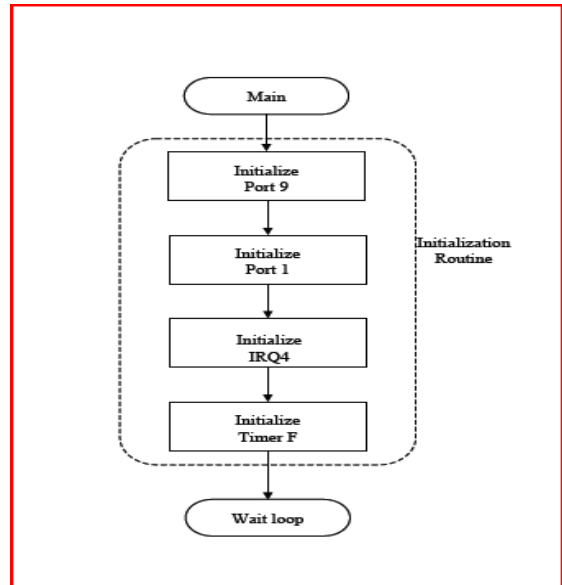 Main
Initialize
Port 9
Initialize
Port 1
Initialization
Routine
Initialize
IRQ4
Initialize
Timer F
Wait loop